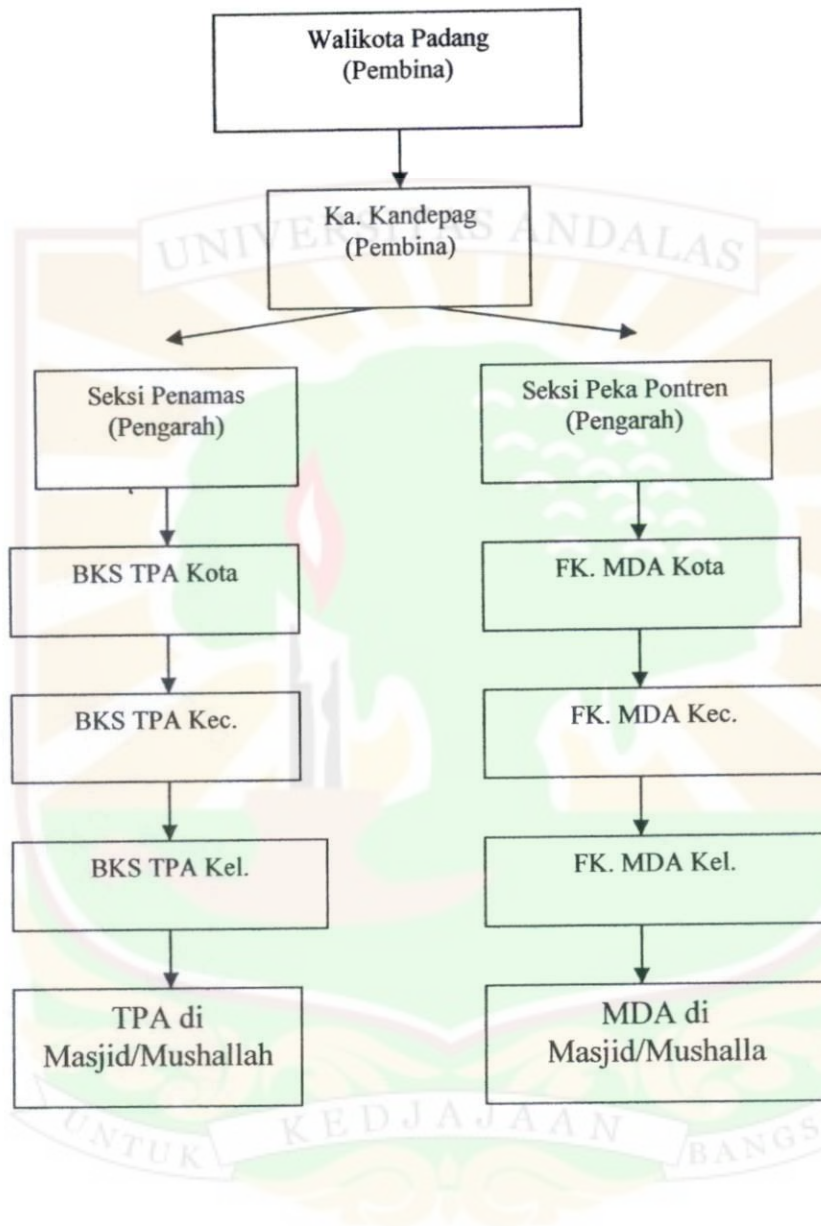 Walikota Padang
(Pembina)
Ka. Kandepag
(Pembina)
UNIVERSITAS ANDALAS
Seksi Penamas
(Pengarah)
Seksi Peka Pontren
(Pengarah)
BKS TPA Kota
FK. MDA Kota
BKS TPA Kec.
FK. MDA Kec.
BKS TPA Kel.
FK. MDA Kel.
TPA di
Masjid/Mushallah
MDA di
Masjid/Mushalla
UNTUK KEDJAJAAN BANGS